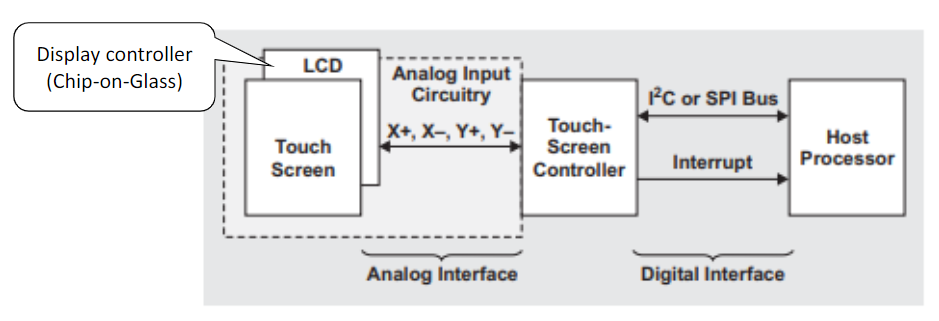 Display controller
(Chip-on-Glass)
LCD
Touch
Screen
Analog Input
Circuitry
X+, X–, Y+, Y–
Touch-
Screen
Controller
I²C or SPI Bus
Interrupt
Host
Processor
Analog Interface
Digital Interface